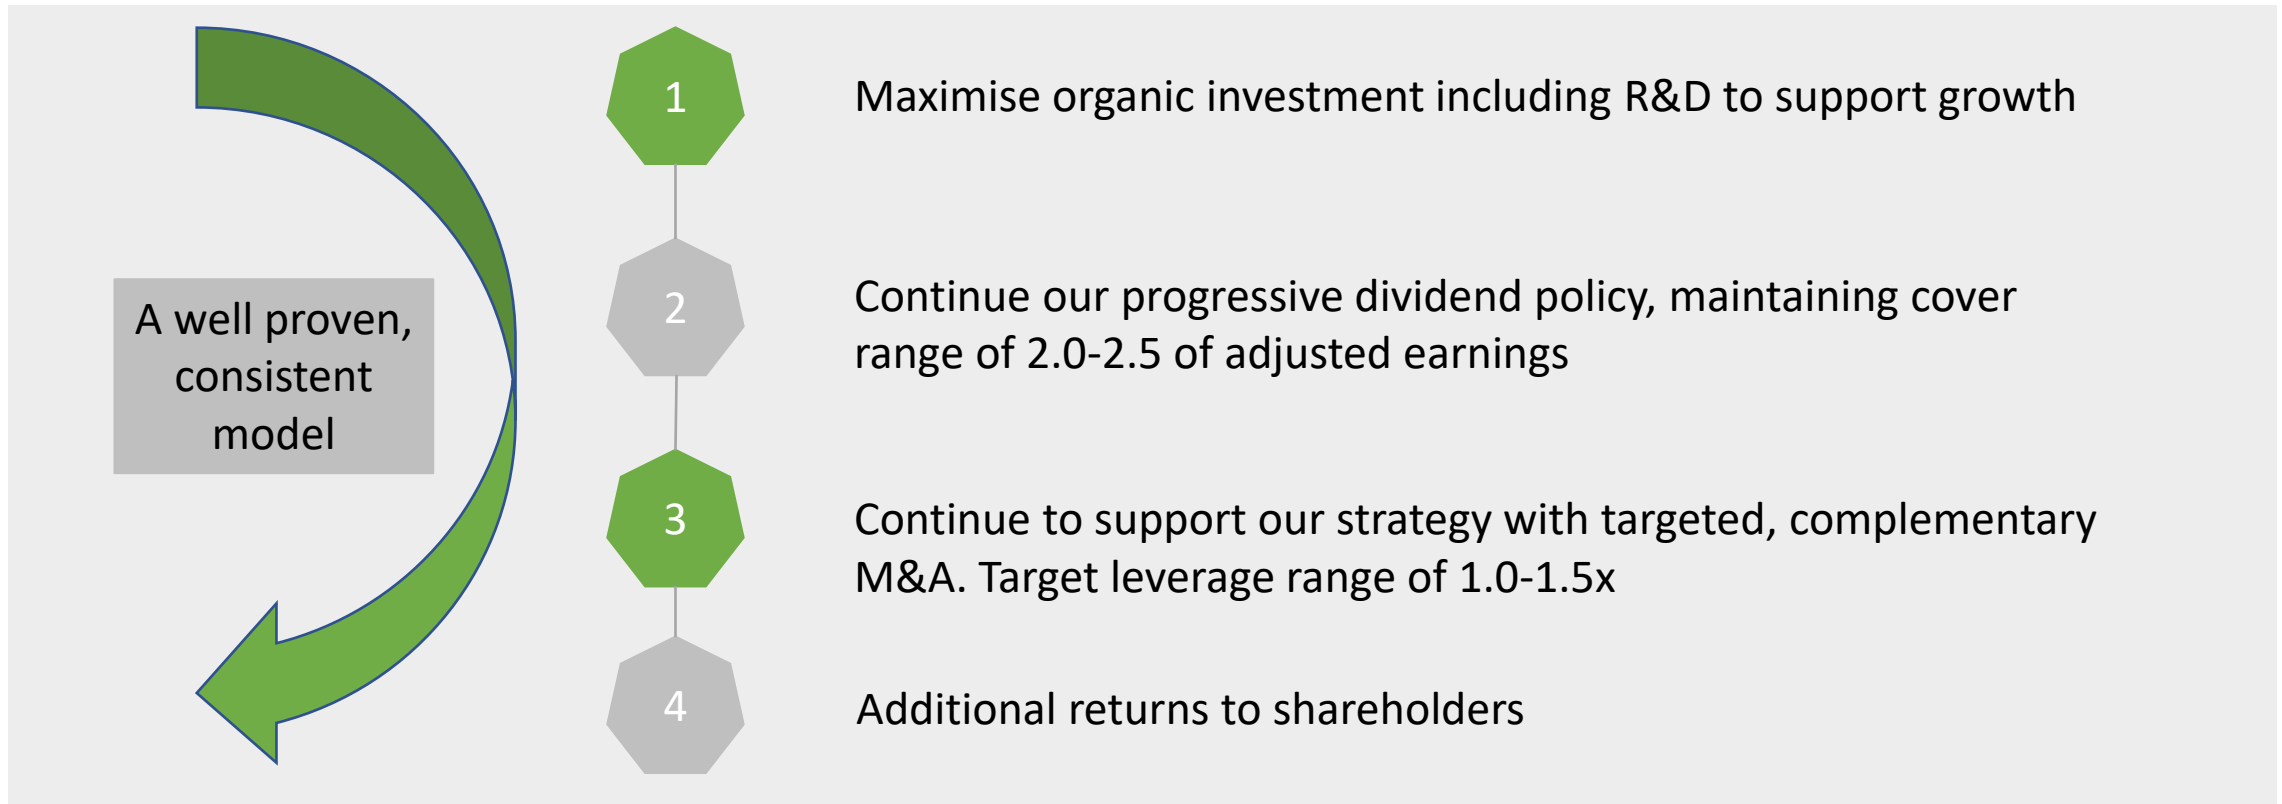 A well proven,
consistent
model
1
Maximise organic investment including R&D to support growth
2
Continue our progressive dividend policy, maintaining cover
range of 2.0-2.5 of adjusted earnings
3
Continue to support our strategy with targeted, complementary
M&A. Target leverage range of 1.0-1.5x
4
Additional returns to shareholders